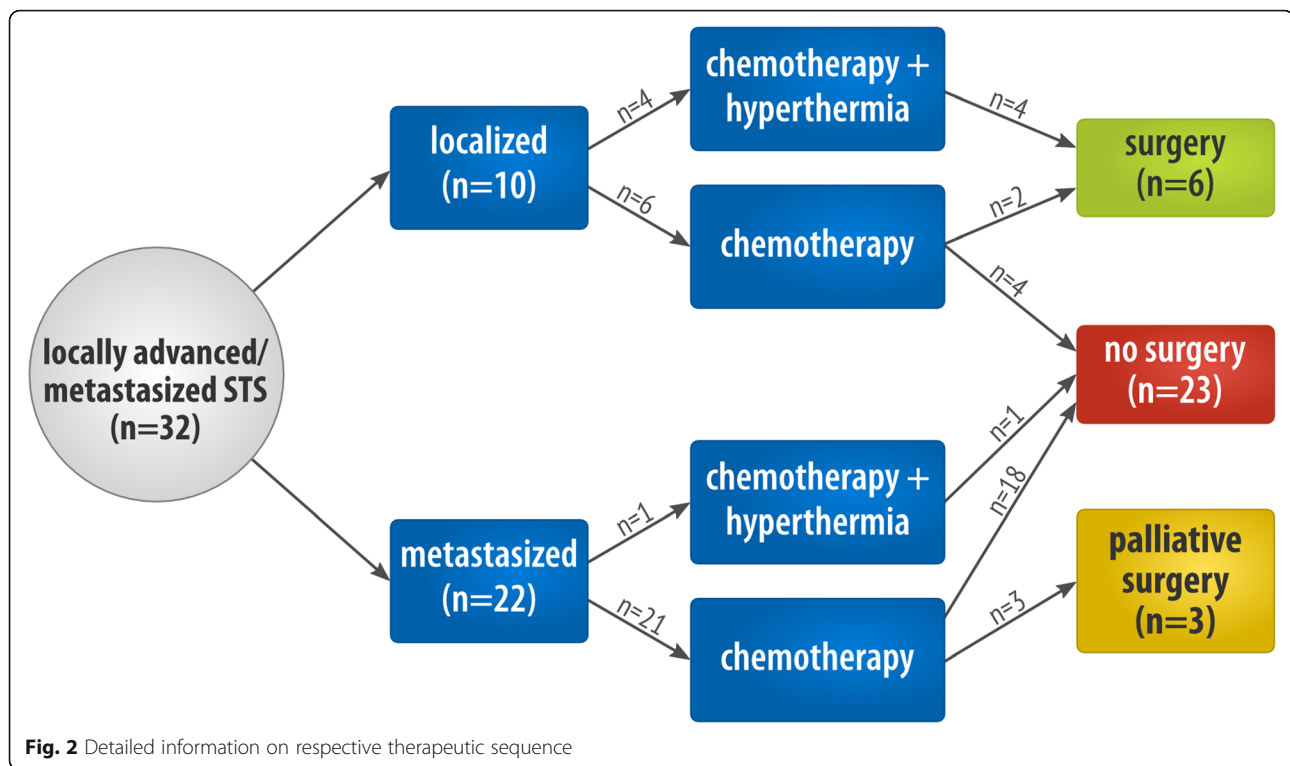 locally advanced/
metastasized STS
(n=32)
localized
(n=10)
metastasized
(n=22)
n=4
n=6
n=1
n=21
chemotherapy +
hyperthermia
chemotherapy
chemotherapy +
hyperthermia
chemotherapy
n=4
n=2
n=4
n=1
n=18
n=3
surgery
(n=6)
no surgery
(n=23)
palliative
surgery
(n=3)
Fig. 2 Detailed information on respective therapeutic sequence